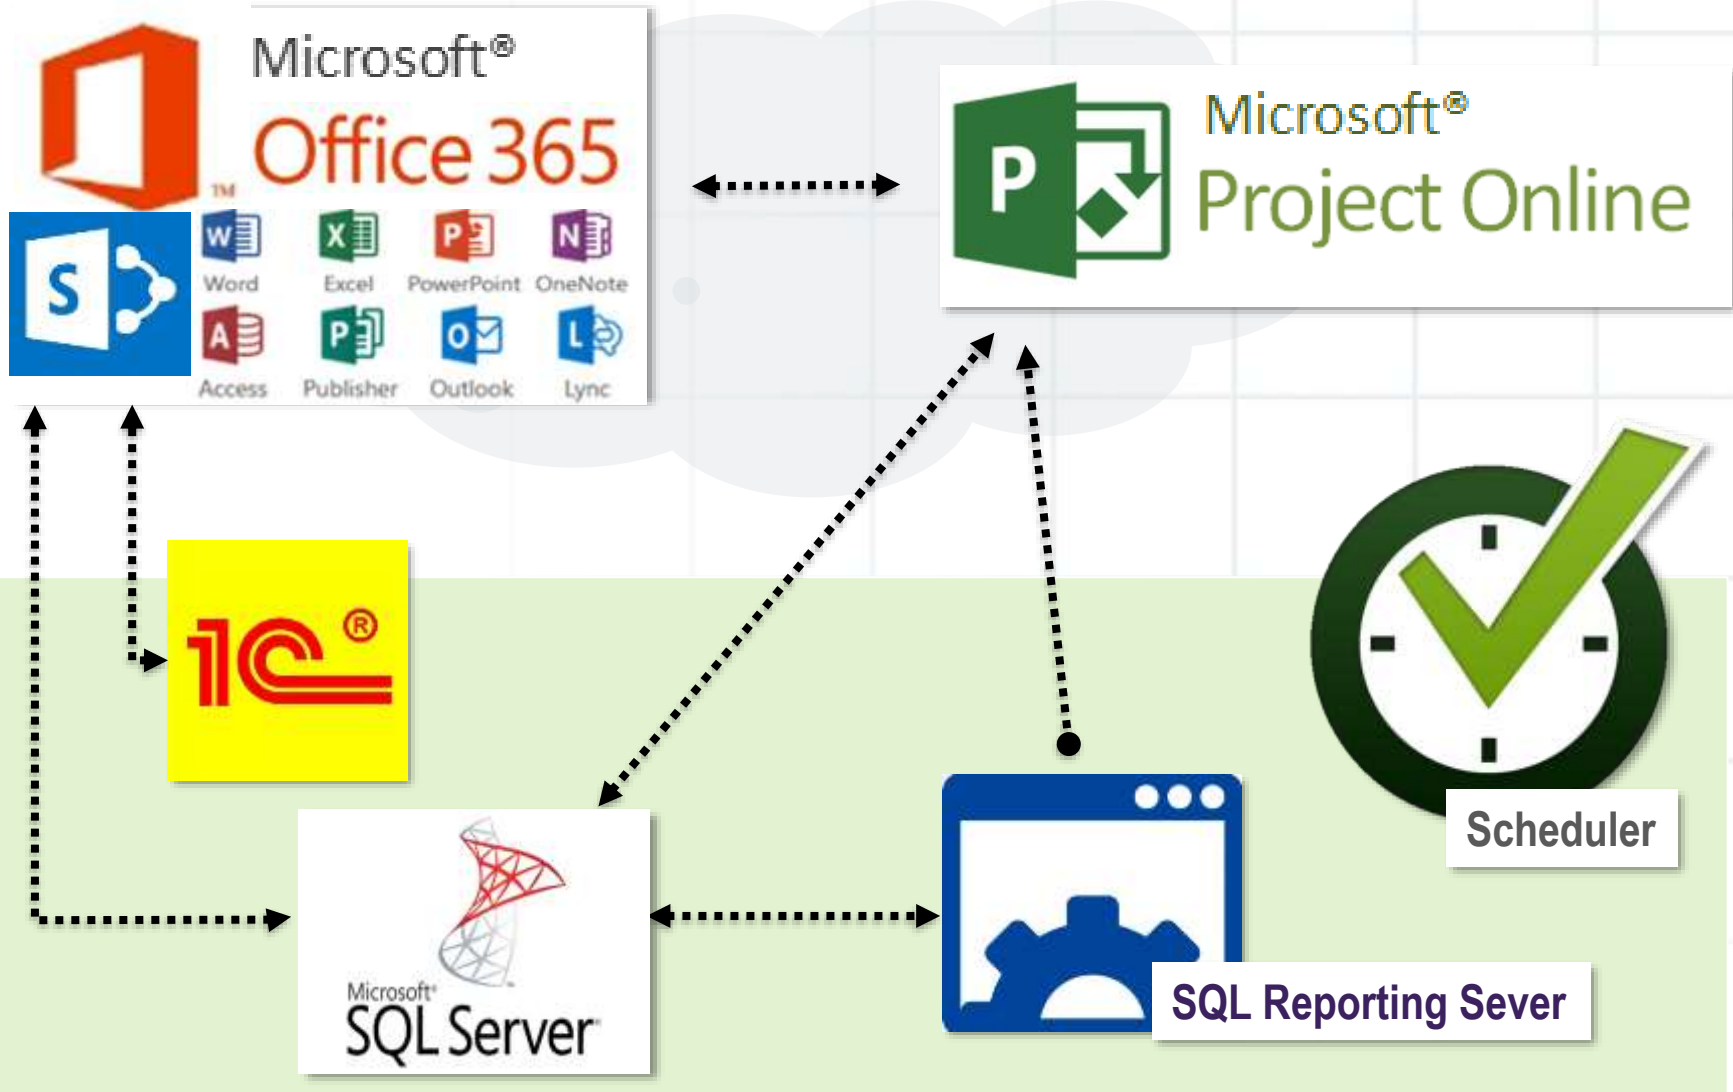 Microsoft®
Office 365
TM
S
W
Word
X
Excel
P
PowerPoint
N
OneNote
A
Access
P
Publisher
O
Outlook
L
Lync
P
Microsoft®
Project Online
1C®
Scheduler
Microsoft®
SQL Server
SQL Reporting Sever